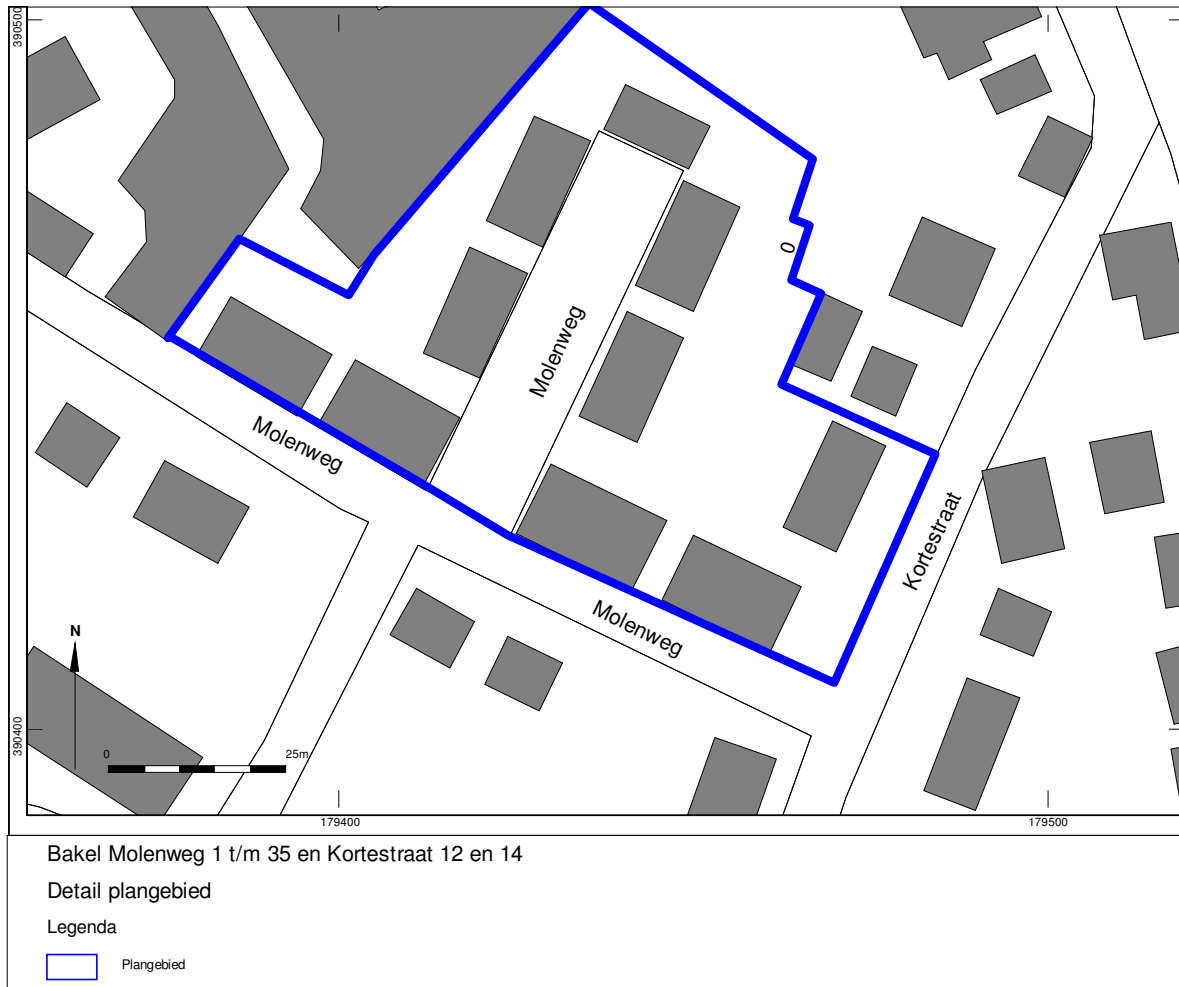 390500
0
Molenweg
Molenweg
Kortestraat
Molenweg
N
390400
0
25m
179400
179500
Bakel Molenweg 1 t/m 35 en Kortestraat 12 en 14
Detail plangebied
Legenda
Plangebied